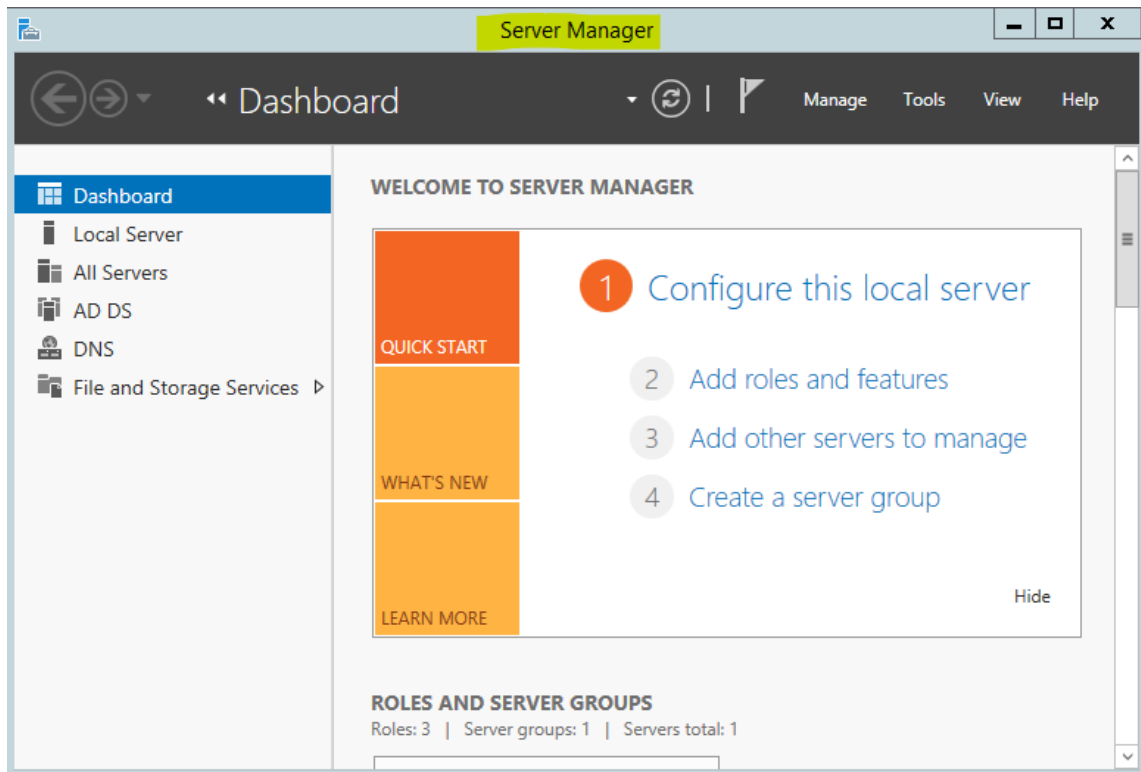 Server Manager
Dashboard
Manage Tools View Help
Dashboard
Local Server
All Servers
AD DS
DNS
File and Storage Services
WELCOME TO SERVER MANAGER
QUICK START
WHAT'S NEW
LEARN MORE
1 Configure this local server
2 Add roles and features
3 Add other servers to manage
4 Create a server group
Hide
ROLES AND SERVER GROUPS
Roles: 3 | Server groups: 1 | Servers total: 1